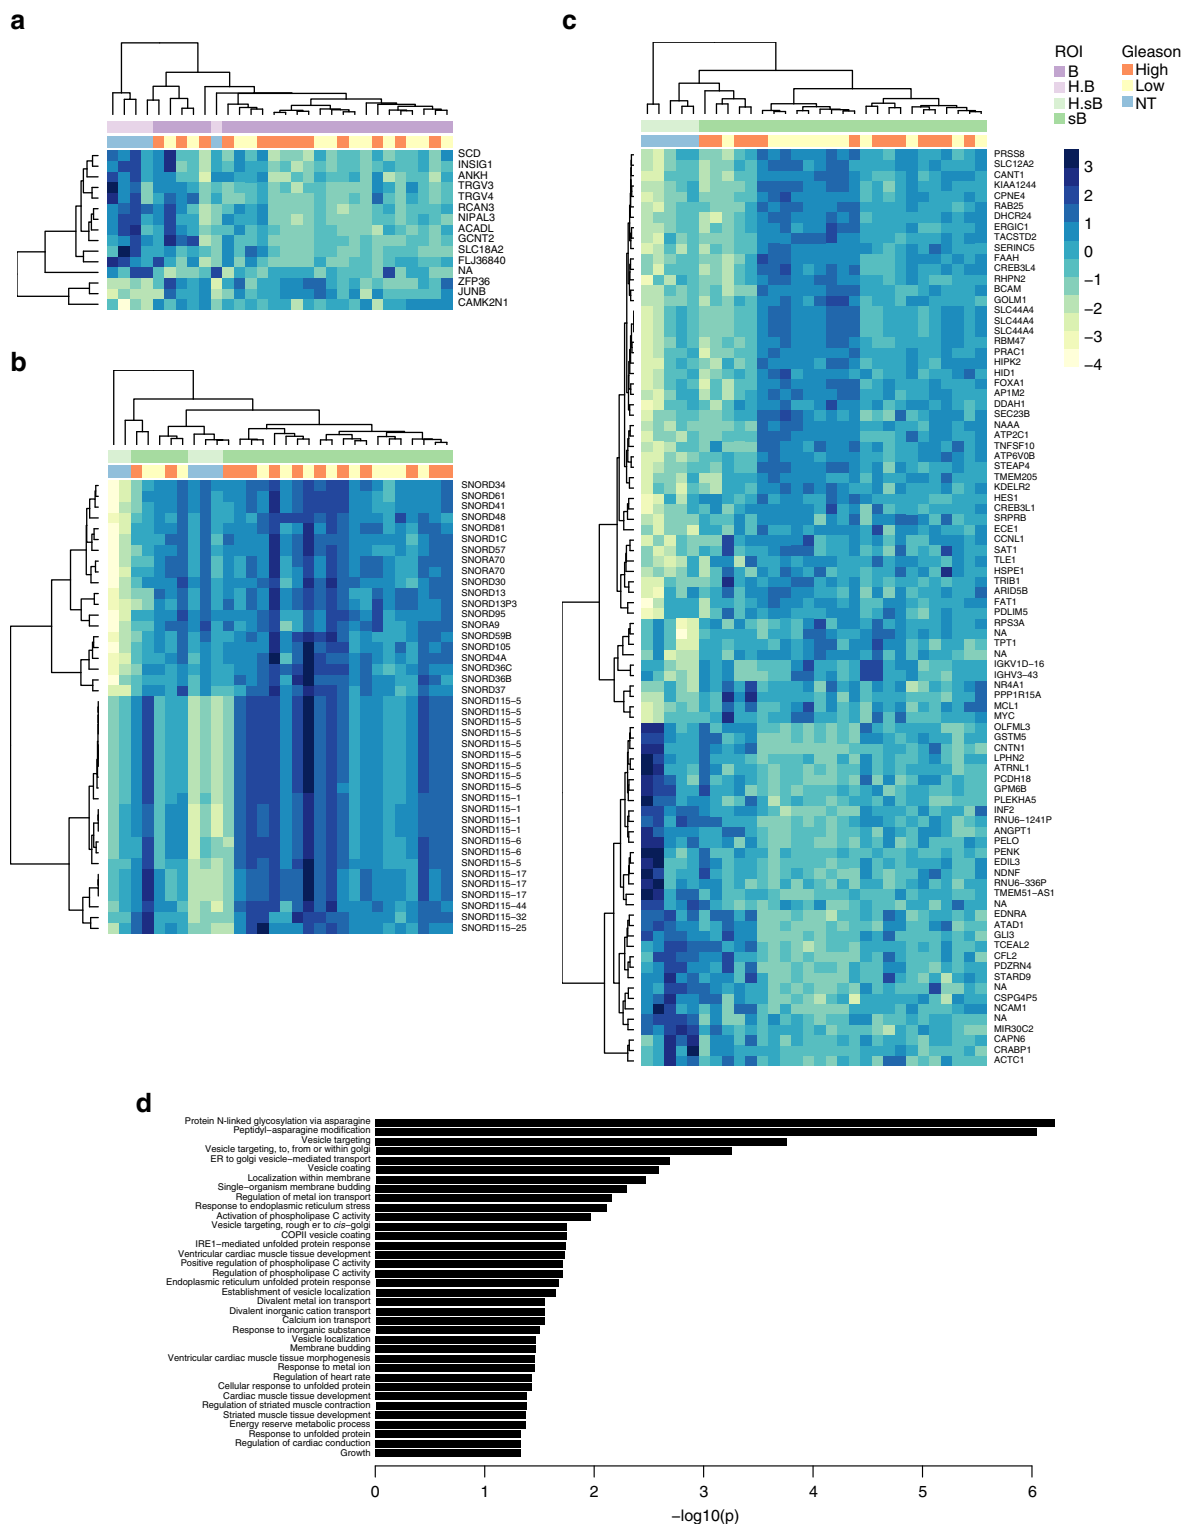 a
SCD
INSIG1
ANKH
TRGV3
TRGV4
RCAN3
NIPAL3
ACADL
GCNT2
SLC18A2
FLJ36840
NA
ZFP36
JUNB
CAMK2N1
b
SNORD34
SNORD61
SNORD41
SNORD48
SNORD81
SNORD1C
SNORD57
SNORA70
SNORA70
SNORD30
SNORD13
SNORD13P3
SNORD95
SNORA9
SNORD59B
SNORD105
SNORD4A
SNORD36C
SNORD36B
SNORD37
SNORD115−5
SNORD115−5
SNORD115−5
SNORD115−5
SNORD115−5
SNORD115−5
SNORD115−5
SNORD115−5
SNORD115−5
SNORD115−1
SNORD115−1
SNORD115−1
SNORD115−1
SNORD115−6
SNORD115−6
SNORD115−5
SNORD115−17
SNORD115−17
SNORD115−17
SNORD115−44
SNORD115−32
SNORD115−25
c
PRSS8
SLC12A2
CANT1
KIAA1244
CPNE4
RAB25
DHCR24
ERGIC1
TACSTD2
SERINC5
FAAH
CREB3L4
RHPN2
BCAM
GOLM1
SLC44A4
SLC44A4
SLC44A4
RBM47
PRAC1
HIPK2
HID1
FOXA1
AP1M2
DDAH1
SEC23B
NAAA
ATP2C1
TNFSF10
ATP6V0B
STEAP4
TMEM205
KDELR2
HES1
CREB3L1
SRPRB
ECE1
CCNL1
SAT1
TLE1
HSPE1
TRIB1
ARID5B
FAT1
PDLIM5
RPS3A
NA
TPT1
NA
IGKV1D−16
IGHV3−43
NR4A1
PPP1R15A
MCL1
MYC
OLFML3
GSTM5
CNTN1
LPHN2
ATRNL1
PCDH18
GPM6B
PLEKHA5
INF2
RNU6−1241P
ANGPT1
PELO
PENK
EDIL3
NDNF
RNU6−336P
TMEM51−AS1
NA
EDNRA
ATAD1
GLI3
TCEAL2
CFL2
PDZRN4
STARD9
NA
CSPG4P5
NCAM1
NA
MIR30C2
CAPN6
CRABP1
ACTC1
ROI
B
H.B
H.sB
sB
Gleason
High
Low
NT
3
2
1
0
−1
−2
−3
−4
d
Protein N-linked glycosylation via asparagine
Peptidyl−asparagine modification
Vesicle targeting
Vesicle targeting, to, from or within golgi
ER to golgi vesicle−mediated transport
Vesicle coating
Localization within membrane
Single−organism membrane budding
Regulation of metal ion transport
Response to endoplasmic reticulum stress
Activation of phospholipase C activity
Vesicle targeting, rough er to cis−golgi
COPII vesicle coating
IRE1−mediated unfolded protein response
Ventricular cardiac muscle tissue development
Positive regulation of phospholipase C activity
Regulation of phospholipase C activity
Endoplasmic reticulum unfolded protein response
Establishment of vesicle localization
Divalent metal ion transport
Divalent inorganic cation transport
Calcium ion transport
Response to inorganic substance
Vesicle localization
Membrane budding
Ventricular cardiac muscle tissue morphogenesis
Response to metal ion
Regulation of heart rate
Cellular response to unfolded protein
Cardiac muscle tissue development
Regulation of striated muscle contraction
Striated muscle tissue development
Energy reserve metabolic process
Response to unfolded protein
Regulation of cardiac conduction
Growth
0
1
2
3
4
5
6
−log10(p)